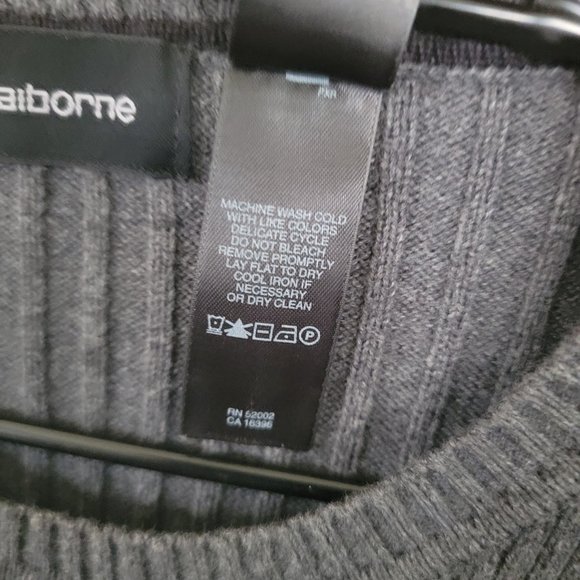 aiborne
MACHINE WASH COLD
WITH LIKE COLORS
DELICATE CYCLE
DO NOT BLEACH
REMOVE PROMPTLY
LAY FLAT TO DRY
COOL IRON IF
NECESSARY
OR DRY CLEAN
P
RN 52002
CA 16396